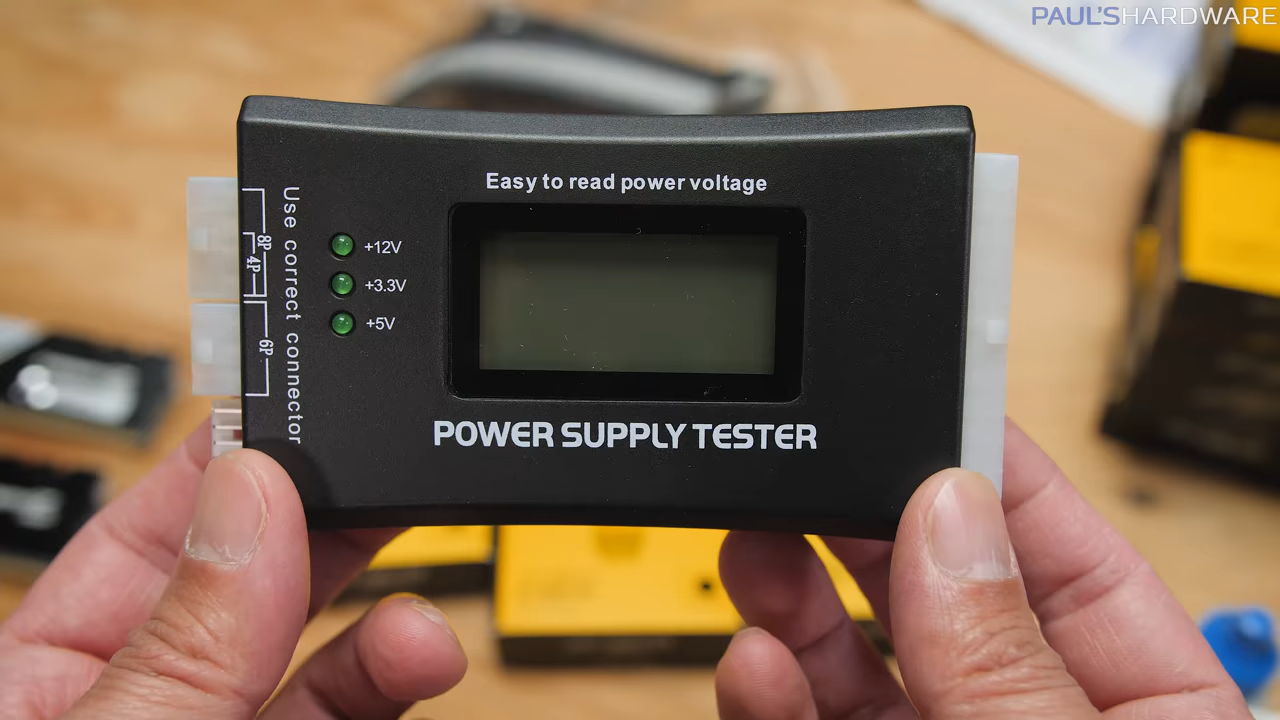 PAUL'SHARDWARE
Easy to read power voltage
Use correct connector
8P
4P
6P
+12V
+3.3V
+5V
POWER SUPPLY TESTER